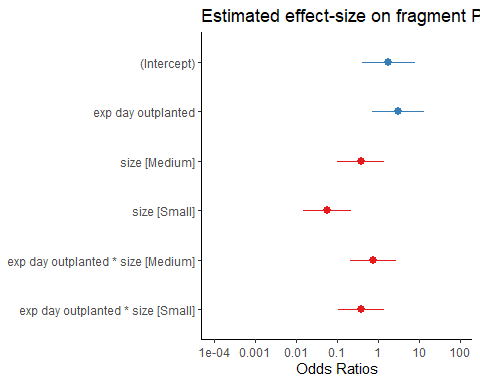 Estimated effect-size on fragment P
(Intercept)
exp day outplanted
size [Medium]
size [Small]
exp day outplanted * size [Medium]
exp day outplanted * size [Small]
1e-04 0.001 0.01 0.1 1 10 100
Odds Ratios